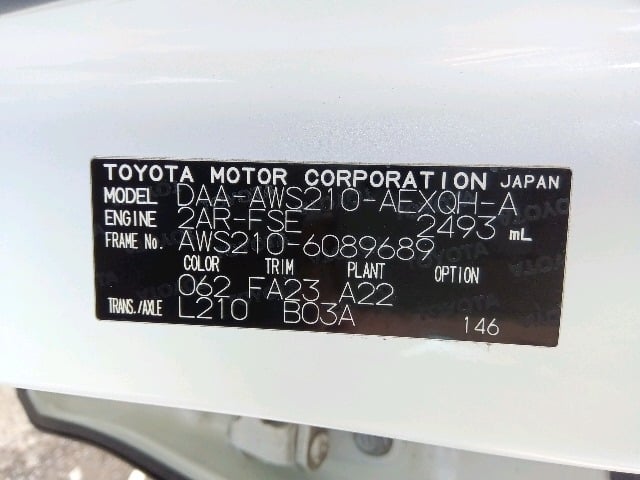 TOYOTA MOTOR CORPORATION JAPAN
MODEL DAA-AWS210-AEXQH-A
ENGINE 2AR-FSE 2493 mL
FRAME No. AWS210-6089689
COLOR TRIM PLANT OPTION
062 FA23 A22
TRANS./AXLE L210 B03A 146